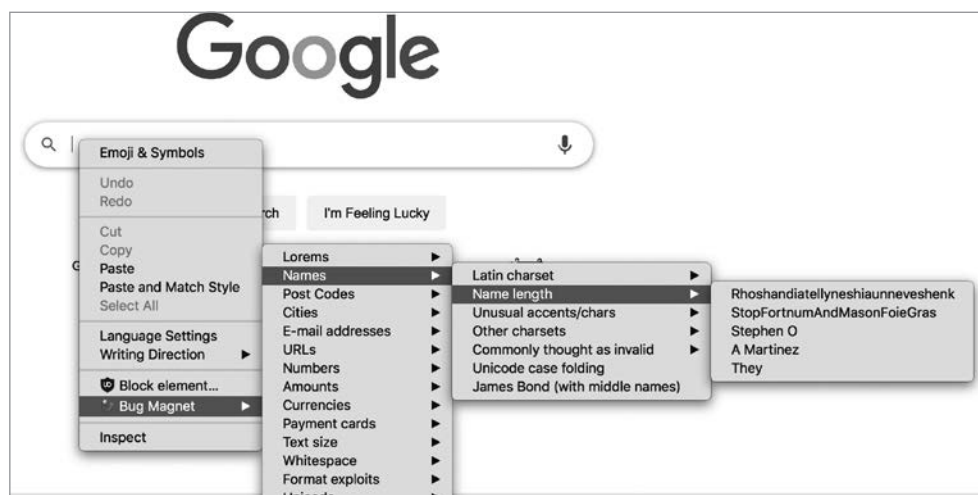 Google
Emoji & Symbols
Undo
Redo
Cut
Copy
Paste
Paste and Match Style
Select All
Language Settings
Writing Direction
Block element...
Bug Magnet
Inspect
rch
I'm Feeling Lucky
G
Lorems
Names
Post Codes
Cities
E-mail addresses
URLs
Numbers
Amounts
Currencies
Payment cards
Text size
Whitespace
Format exploits
Unicode
Latin charset
Name length
Unusual accents/chars
Other charsets
Commonly thought as invalid
Unicode case folding
James Bond (with middle names)
Rhoshandiatellyneshiaunneveshenk
StopFortnumAndMasonFoieGras
Stephen O
A Martinez
They